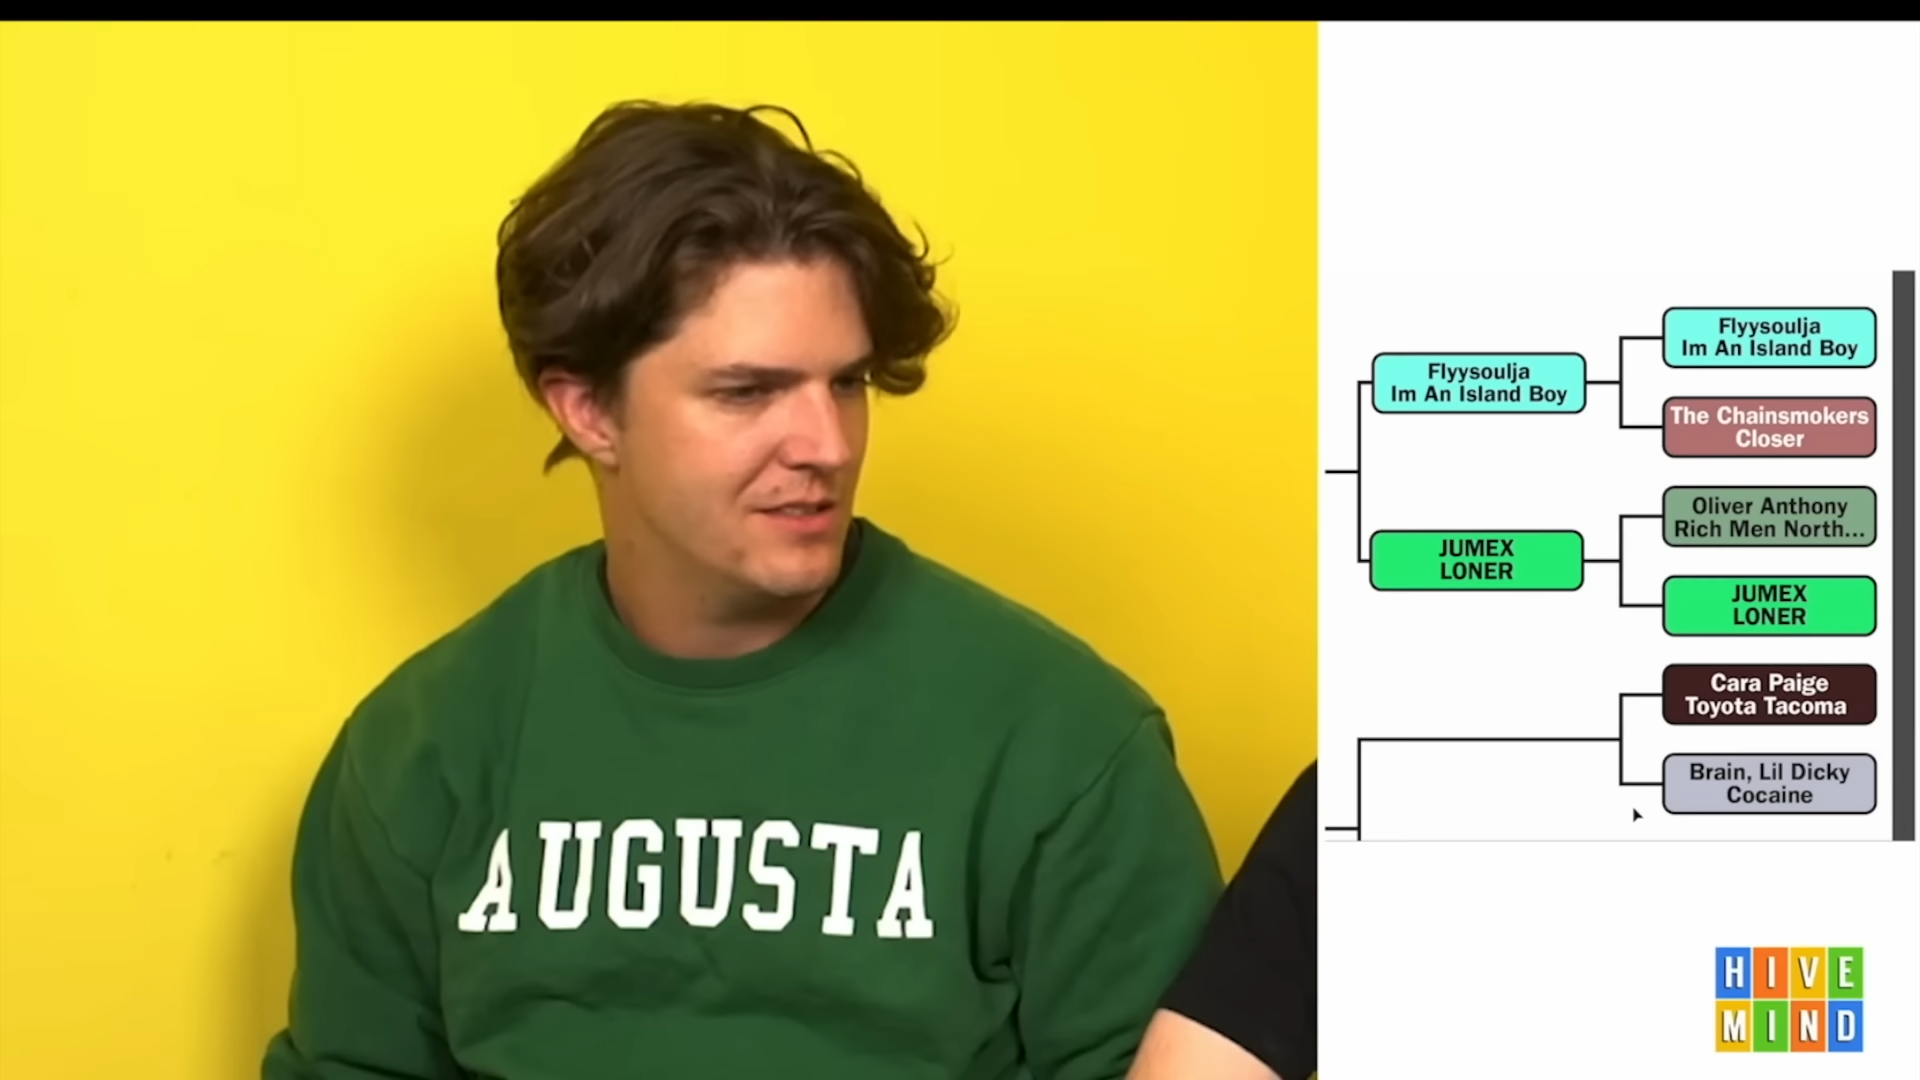 AUGUSTA
Flyysoulja
Im An Island Boy
JUMEX
LONER
Flyysoulja
Im An Island Boy
The Chainsmokers
Closer
Oliver Anthony
Rich Men North...
JUMEX
LONER
Cara Paige
Toyota Tacoma
Brain, Lil Dicky
Cocaine
HIVE
MIND